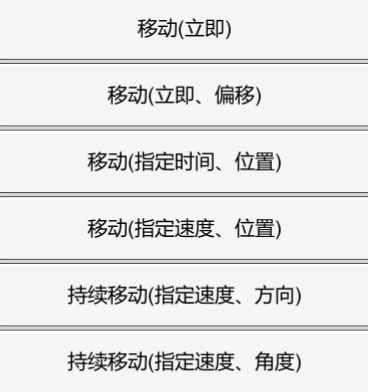 移动(立即)
移动(立即、偏移)
移动(指定时间、位置)
移动(指定速度、位置)
持续移动(指定速度、方向)
持续移动(指定速度、角度)